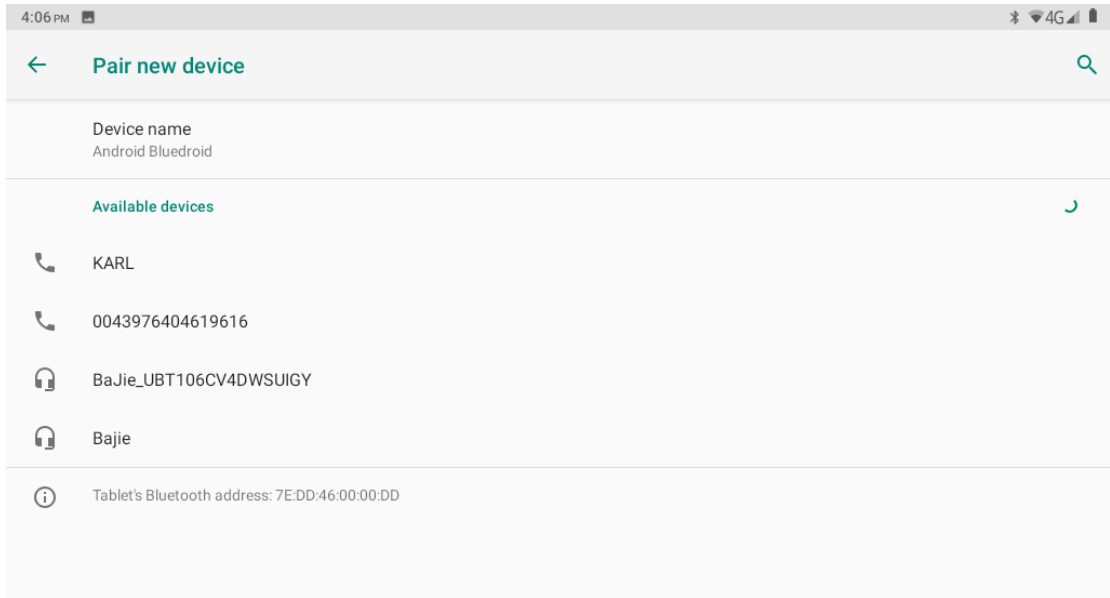 4:06 PM 4G
Pair new device
Device name
Android Bluedroid
Available devices
KARL
0043976404619616
BaJie_UBT106CV4DWSUIGY
Bajie
Tablet's Bluetooth address: 7E:DD:46:00:00:DD